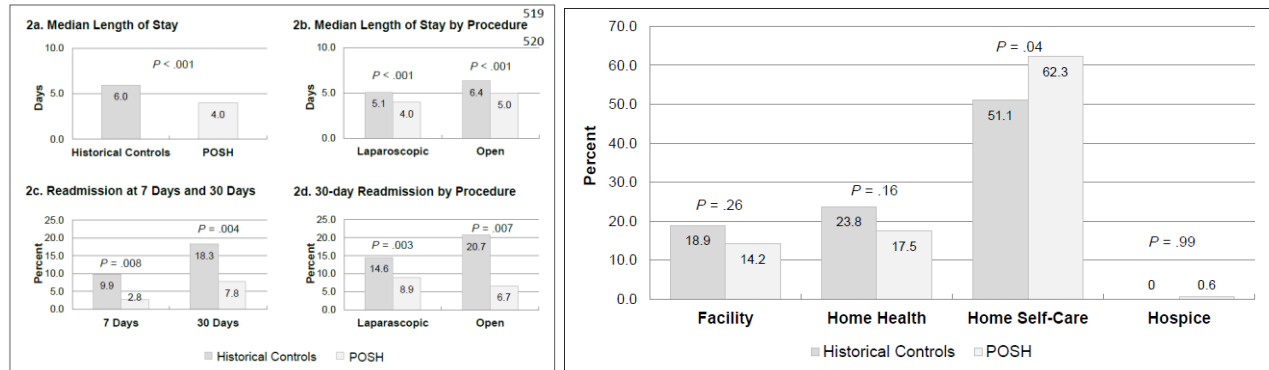 519
2a. Median Length of Stay
2b. Median Length of Stay by Procedure
520
10.0
5.0
0.0
Days
P < .001
6.0
4.0
Historical Controls
POSH
10.0
5.0
0.0
P < .001
P < .001
5.1
4.0
6.4
5.0
Laparoscopic
Open
2c. Readmission at 7 Days and 30 Days
2d. 30-day Readmission by Procedure
25.0
20.0
15.0
10.0
5.0
0.0
Percent
P = .004
P = .008
9.9
2.8
18.3
7.8
7 Days
30 Days
25.0
20.0
15.0
10.0
5.0
0.0
P = .007
P = .003
14.6
8.9
20.7
6.7
Laparascopic
Open
Historical Controls
POSH
70.0
60.0
50.0
40.0
30.0
20.0
10.0
0.0
Percent
P = .26
18.9
14.2
P = .16
23.8
17.5
P = .04
51.1
62.3
P = .99
0
0.6
Facility
Home Health
Home Self-Care
Hospice
Historical Controls
POSH